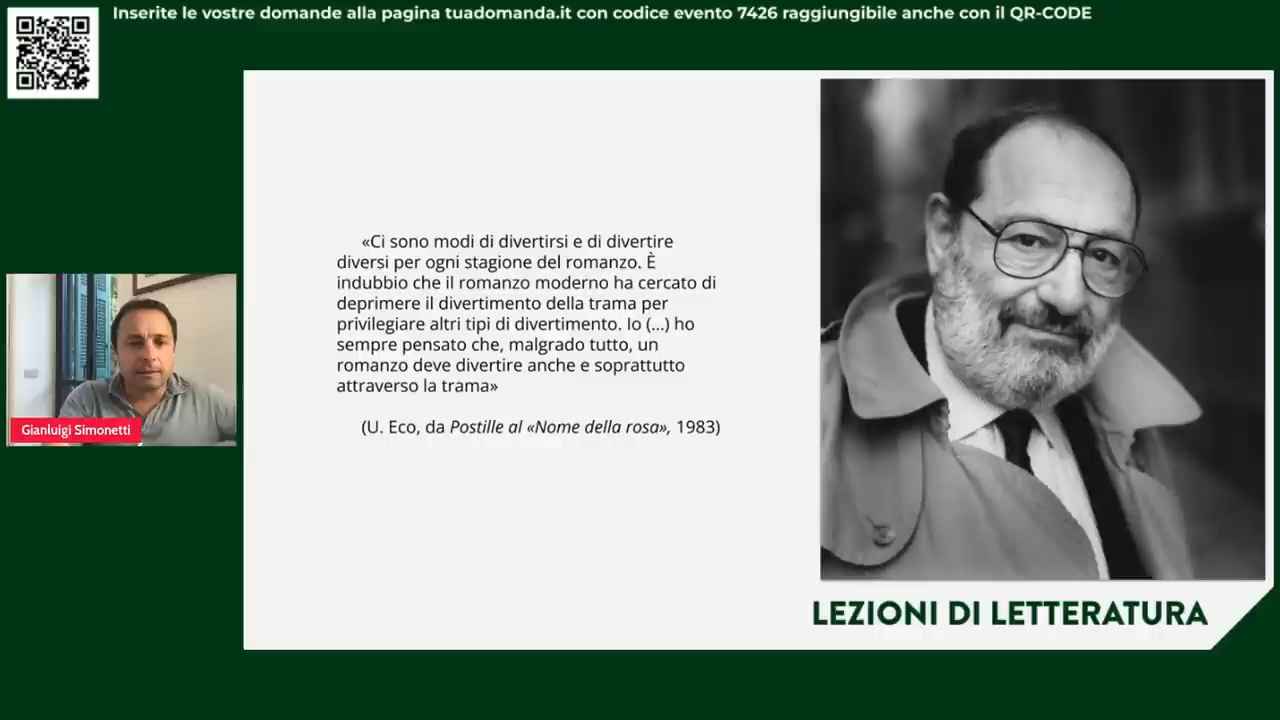 Inserite le vostre domande alla pagina tuadomanda.it con codice evento 7426 raggiungibile anche con il QR-CODE
«Ci sono modi di divertirsi e di divertire
diversi per ogni stagione del romanzo. È
indubbio che il romanzo moderno ha cercato di
deprimere il divertimento della trama per
privilegiare altri tipi di divertimento. Io (...) ho
sempre pensato che, malgrado tutto, un
romanzo deve divertire anche e soprattutto
attraverso la trama»
(U. Eco, da Postille al «Nome della rosa», 1983)
Gianluigi Simonetti
LEZIONI DI LETTERATURA